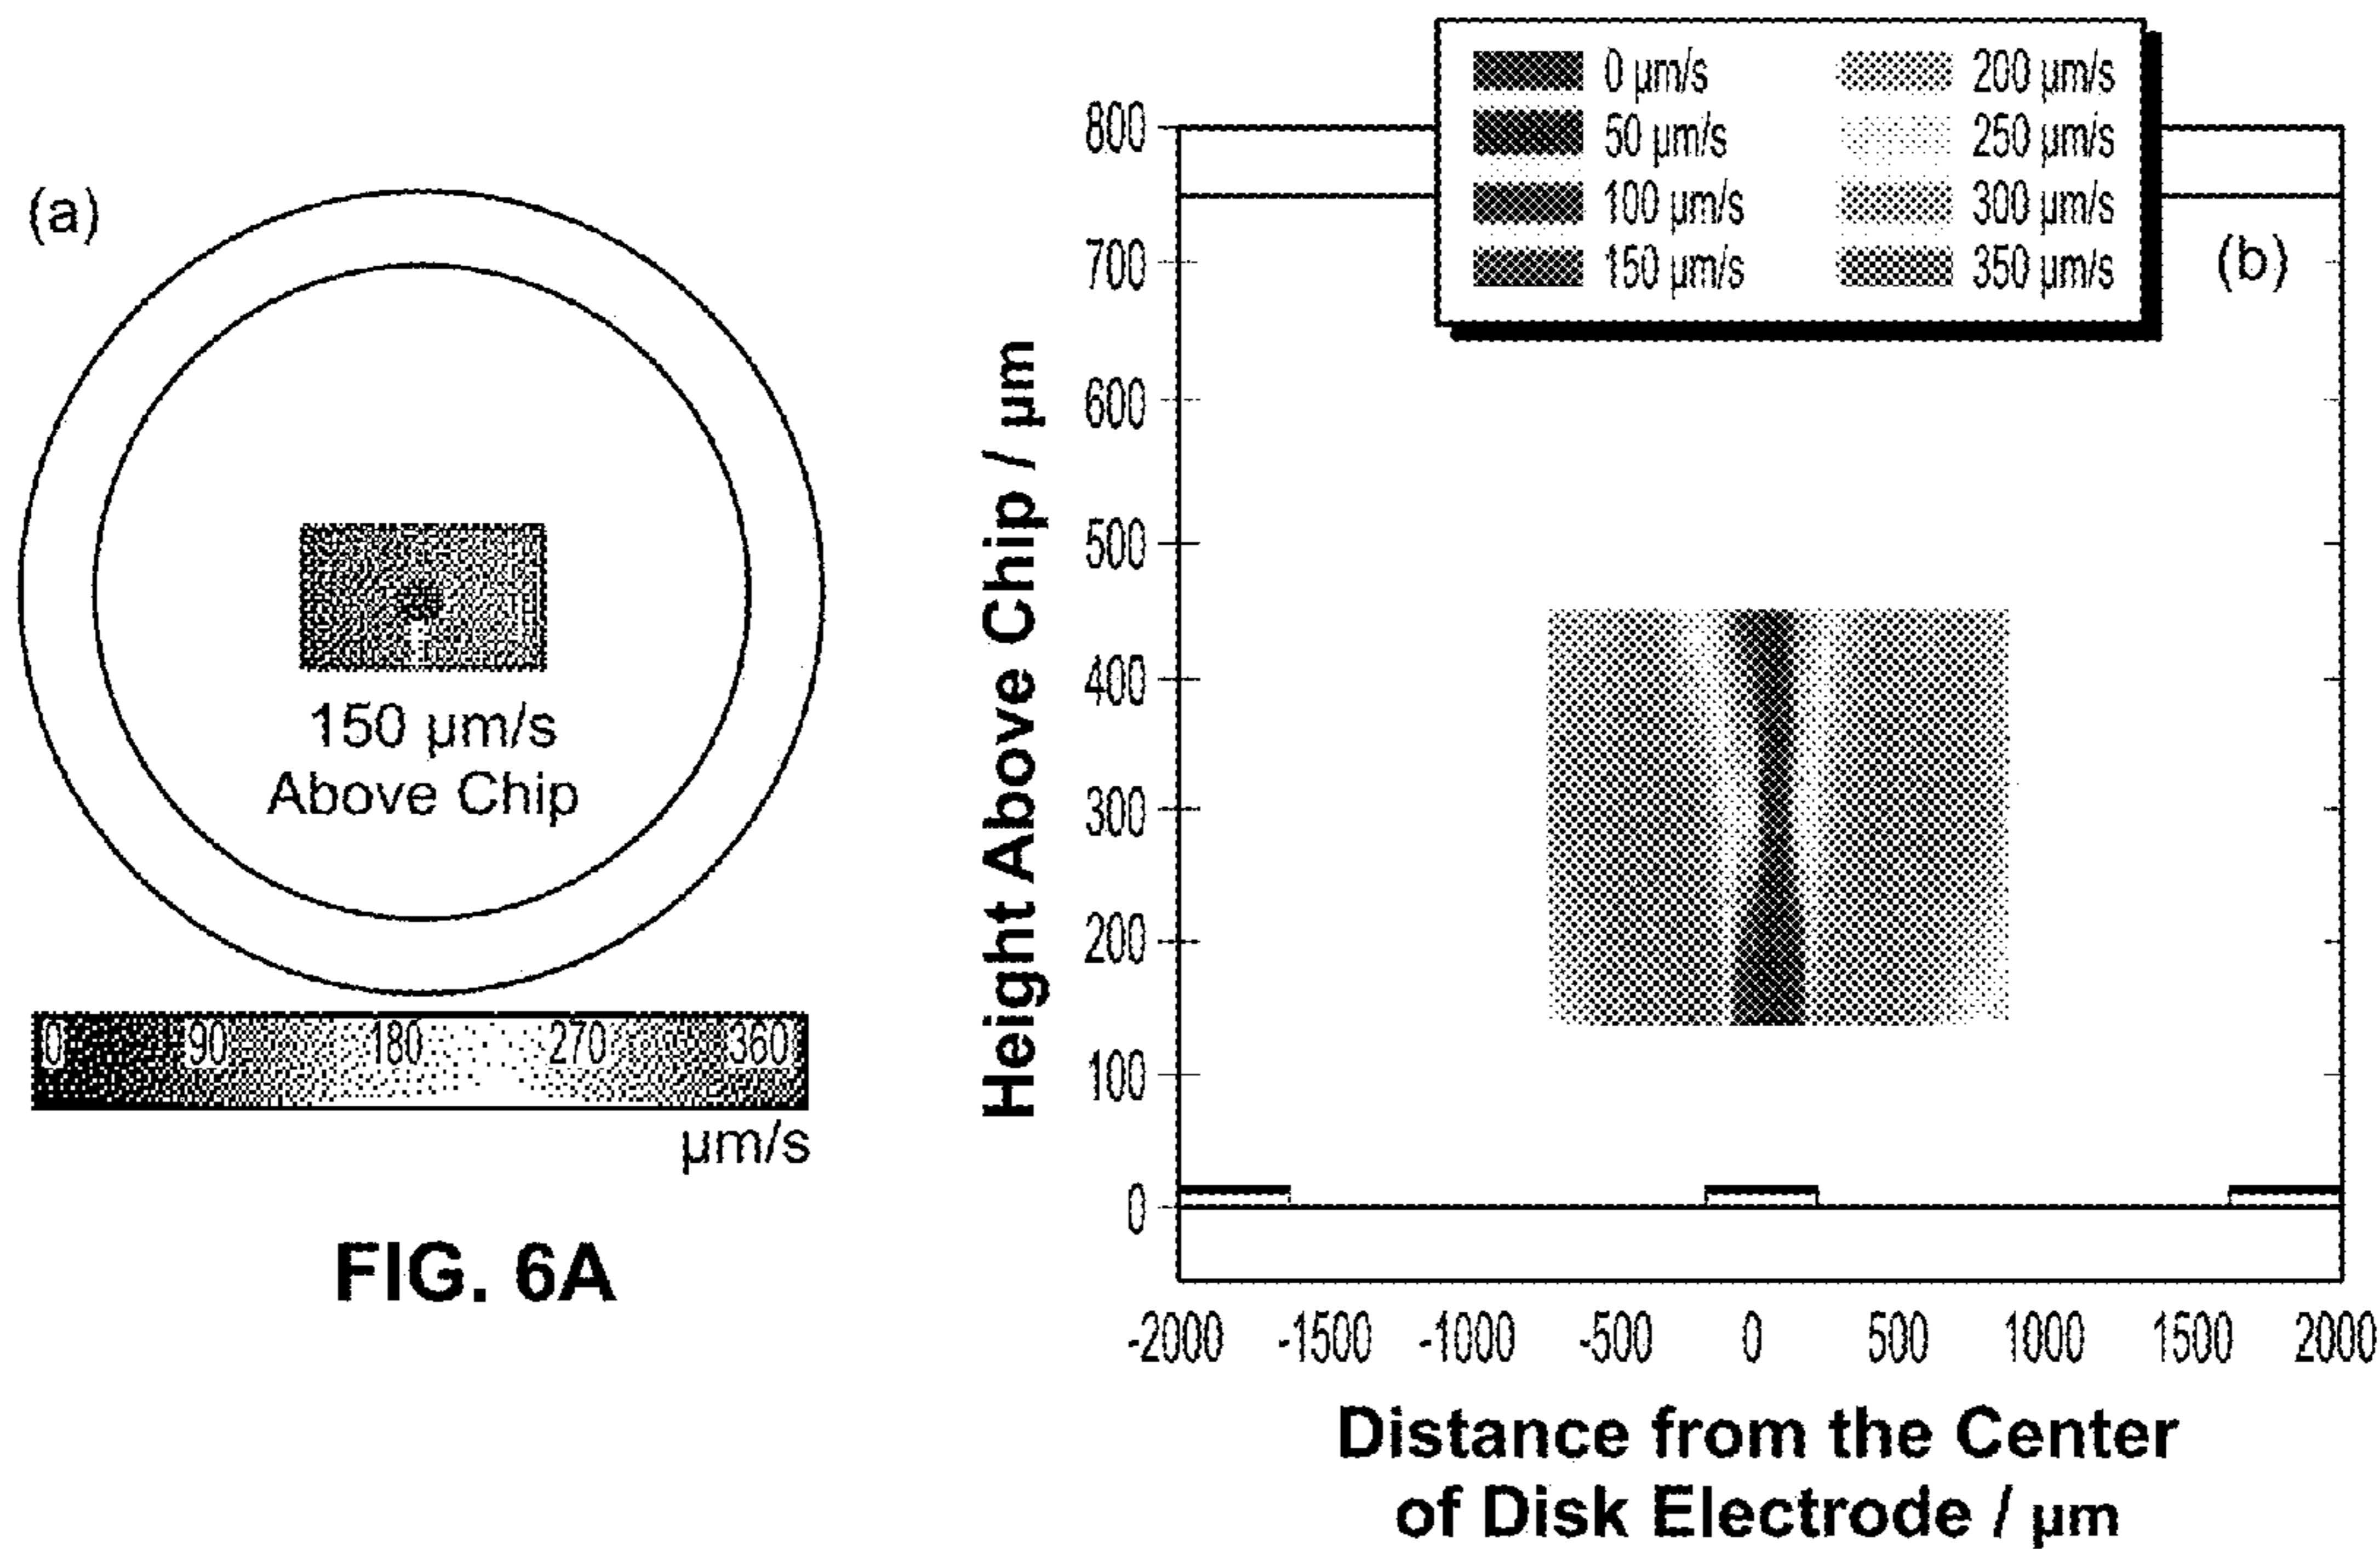 (a)
150 µm/s
Above Chip
0 90 180 270 360
µm/s
FIG. 6A
0 µm/s 200 µm/s
50 µm/s 250 µm/s
100 µm/s 300 µm/s
150 µm/s 350 µm/s
(b)
Height Above Chip / µm
800
700
600
500
400
300
200
100
0
-2000 -1500 -1000 -500 0 500 1000 1500 2000
Distance from the Center
of Disk Electrode / µm